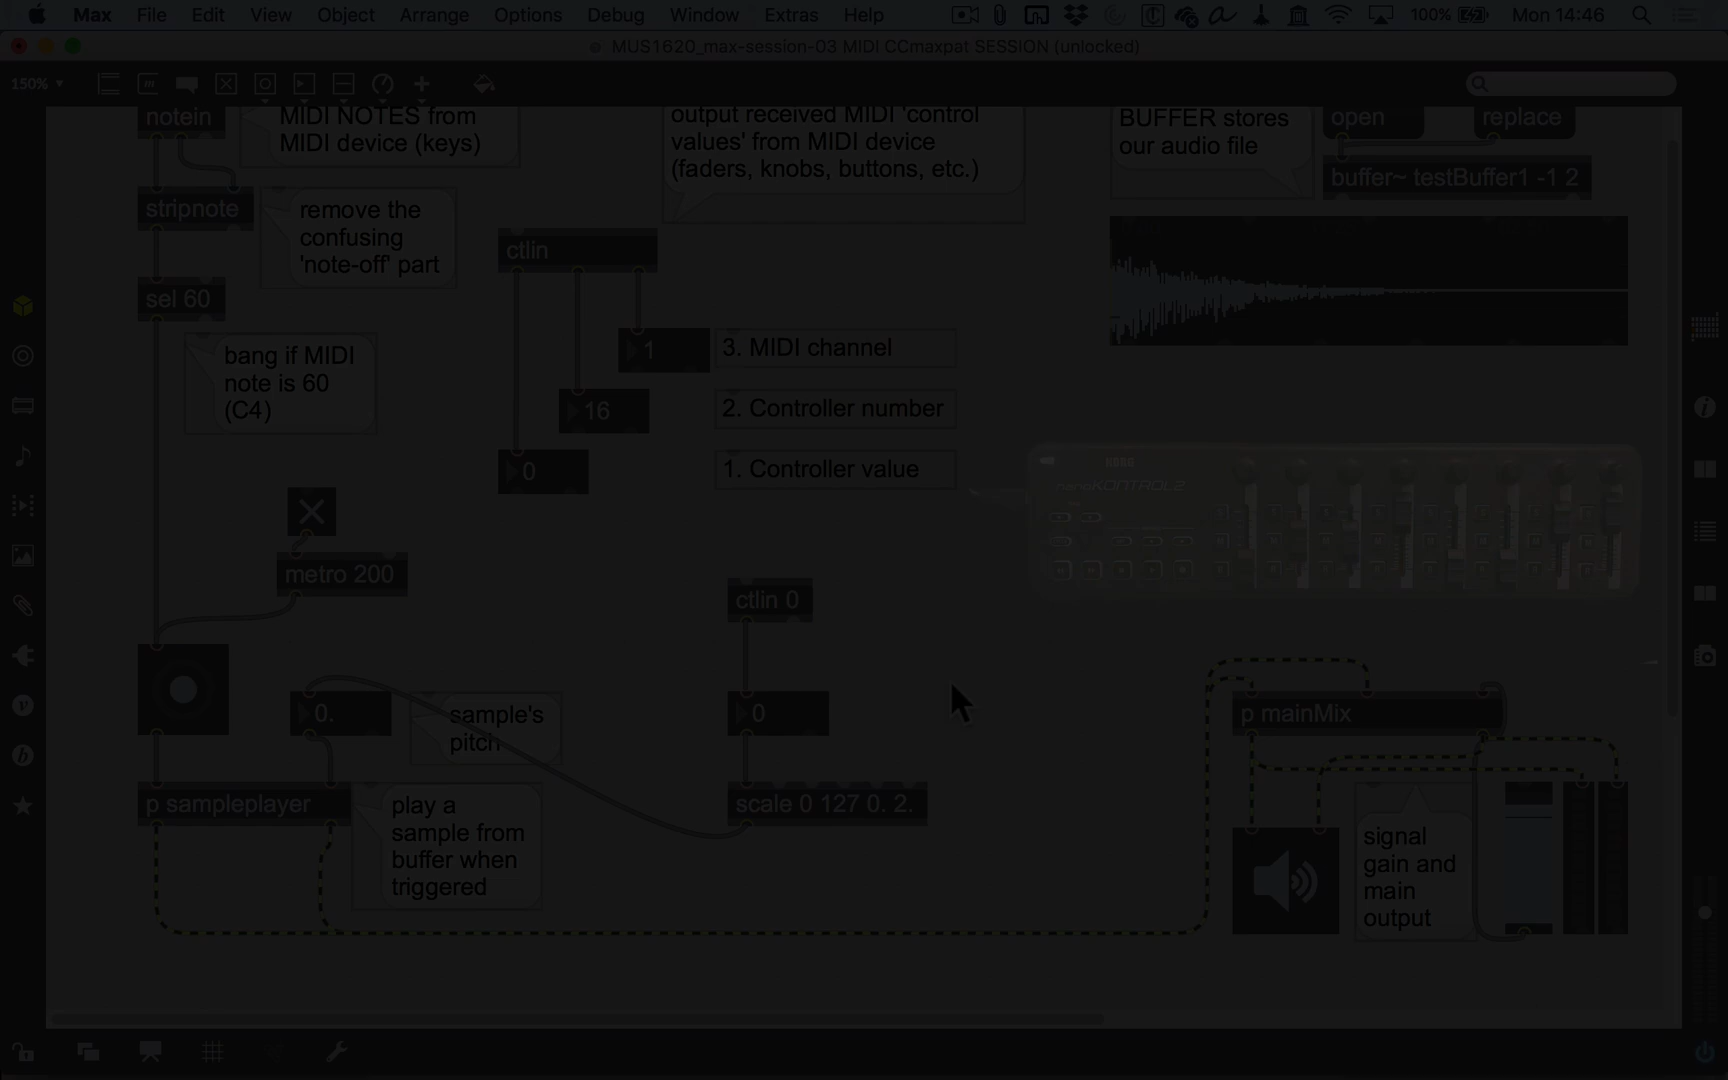 Max File Edit View Object Arrange Options Debug Window Extras Help 100% Mon 14:46
MUS1620_max-session-03 MIDI CCmaxpat SESSION (unlocked)
150%
notein
MIDI NOTES from
MIDI device (keys)
output received MIDI 'control
values' from MIDI device
(faders, knobs, buttons, etc.)
BUFFER stores
our audio file
open
replace
buffer~ testBuffer1 -1 2
stripnote
remove the
confusing
'note-off' part
ctlin
sel 60
bang if MIDI
note is 60
(C4)
1
3. MIDI channel
16
2. Controller number
0
1. Controller value
KORG
nanoKONTROL2
metro 200
ctlin 0
0.
sample's
pitch
0
p mainMix
p sampleplayer
play a
sample from
buffer when
triggered
scale 0 127 0. 2.
signal
gain and
main
output